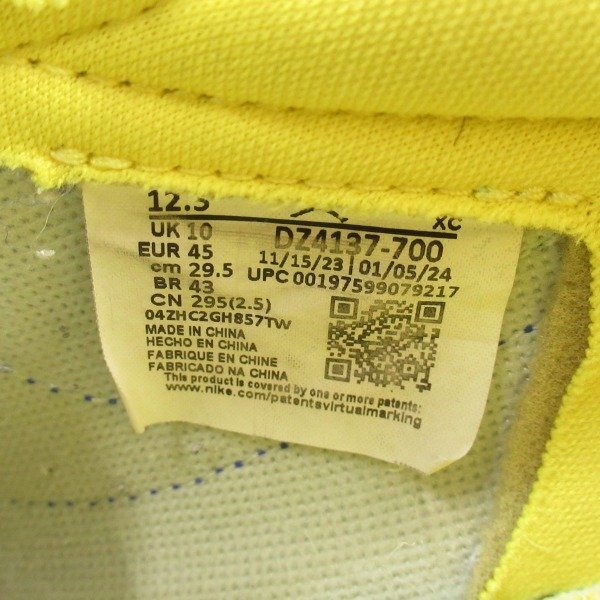 XC
UK 10 DZ4137-700
EUR 45 11/15/23 | 01/05/24
cm 29.5 UPC 00197599079217
BR 43
CN 295(2.5)
04ZHC2GH857TW
MADE IN CHINA
HECHO EN CHINA
FABRIQUE EN CHINE
FABRICADO NA CHINA
This product is covered by one or more patents.
www.nike.com/patentsvirtualmarking